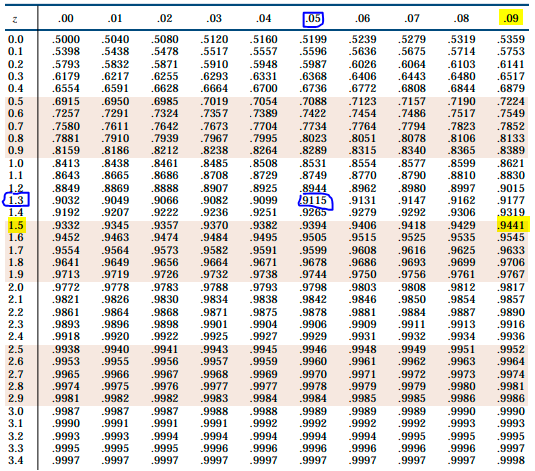 z .00 .01 .02 .03 .04 .05 .06 .07 .08 .09
0.0 .5000 .5040 .5080 .5120 .5160 .5199 .5239 .5279 .5319 .5359
0.1 .5398 .5438 .5478 .5517 .5557 .5596 .5636 .5675 .5714 .5753
0.2 .5793 .5832 .5871 .5910 .5948 .5987 .6026 .6064 .6103 .6141
0.3 .6179 .6217 .6255 .6293 .6331 .6368 .6406 .6443 .6480 .6517
0.4 .6554 .6591 .6628 .6664 .6700 .6736 .6772 .6808 .6844 .6879
0.5 .6915 .6950 .6985 .7019 .7054 .7088 .7123 .7157 .7190 .7224
0.6 .7257 .7291 .7324 .7357 .7389 .7422 .7454 .7486 .7517 .7549
0.7 .7580 .7611 .7642 .7673 .7704 .7734 .7764 .7794 .7823 .7852
0.8 .7881 .7910 .7939 .7967 .7995 .8023 .8051 .8078 .8106 .8133
0.9 .8159 .8186 .8212 .8238 .8264 .8289 .8315 .8340 .8365 .8389
1.0 .8413 .8438 .8461 .8485 .8508 .8531 .8554 .8577 .8599 .8621
1.1 .8643 .8665 .8686 .8708 .8729 .8749 .8770 .8790 .8810 .8830
1.2 .8849 .8869 .8888 .8907 .8925 .8944 .8962 .8980 .8997 .9015
1.3 .9032 .9049 .9066 .9082 .9099 .9115 .9131 .9147 .9162 .9177
1.4 .9192 .9207 .9222 .9236 .9251 .9265 .9279 .9292 .9306 .9319
1.5 .9332 .9345 .9357 .9370 .9382 .9394 .9406 .9418 .9429 .9441
1.6 .9452 .9463 .9474 .9484 .9495 .9505 .9515 .9525 .9535 .9545
1.7 .9554 .9564 .9573 .9582 .9591 .9599 .9608 .9616 .9625 .9633
1.8 .9641 .9649 .9656 .9664 .9671 .9678 .9686 .9693 .9699 .9706
1.9 .9713 .9719 .9726 .9732 .9738 .9744 .9750 .9756 .9761 .9767
2.0 .9772 .9778 .9783 .9788 .9793 .9798 .9803 .9808 .9812 .9817
2.1 .9821 .9826 .9830 .9834 .9838 .9842 .9846 .9850 .9854 .9857
2.2 .9861 .9864 .9868 .9871 .9875 .9878 .9881 .9884 .9887 .9890
2.3 .9893 .9896 .9898 .9901 .9904 .9906 .9909 .9911 .9913 .9916
2.4 .9918 .9920 .9922 .9925 .9927 .9929 .9931 .9932 .9934 .9936
2.5 .9938 .9940 .9941 .9943 .9945 .9946 .9948 .9949 .9951 .9952
2.6 .9953 .9955 .9956 .9957 .9959 .9960 .9961 .9962 .9963 .9964
2.7 .9965 .9966 .9967 .9968 .9969 .9970 .9971 .9972 .9973 .9974
2.8 .9974 .9975 .9976 .9977 .9977 .9978 .9979 .9979 .9980 .9981
2.9 .9981 .9982 .9982 .9983 .9984 .9984 .9985 .9985 .9986 .9986
3.0 .9987 .9987 .9987 .9988 .9988 .9989 .9989 .9989 .9990 .9990
3.1 .9990 .9991 .9991 .9991 .9992 .9992 .9992 .9992 .9993 .9993
3.2 .9993 .9993 .9994 .9994 .9994 .9994 .9994 .9995 .9995 .9995
3.3 .9995 .9995 .9995 .9996 .9996 .9996 .9996 .9996 .9996 .9997
3.4 .9997 .9997 .9997 .9997 .9997 .9997 .9997 .9997 .9997 .9998